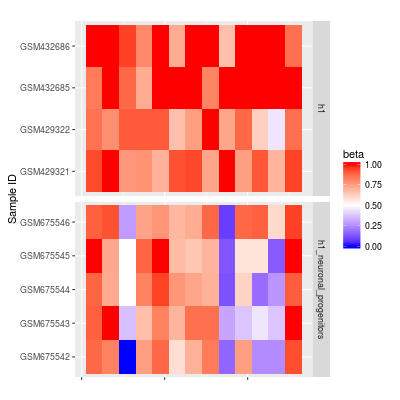 GSM432686
GSM432685
GSM429322
GSM429321
h1
Sample ID
GSM675546
GSM675545
GSM675544
GSM675543
GSM675542
h1_neuronal_progenitors
beta
1.00
0.75
0.50
0.25
0.00